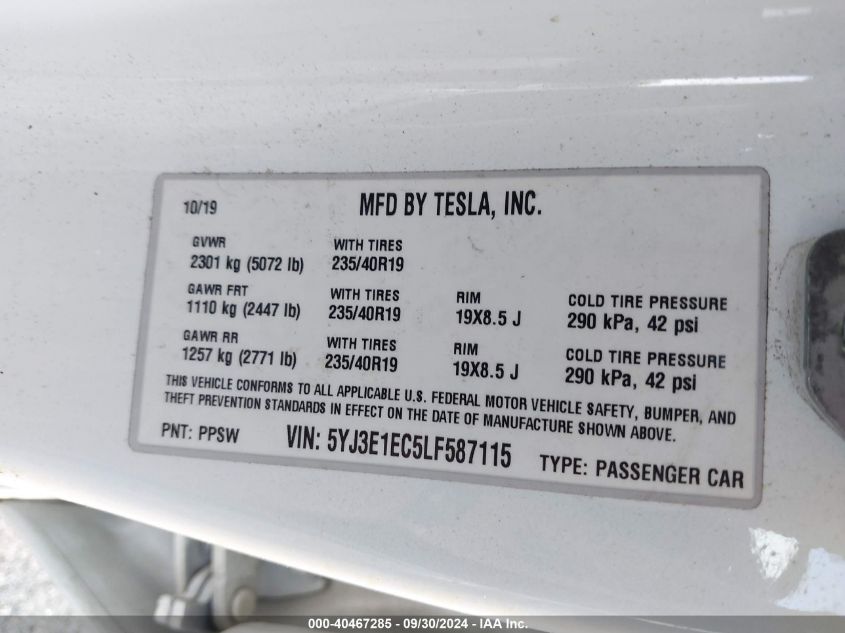 10/19 MFD BY TESLA, INC.
GVWR WITH TIRES
2301 kg (5072 lb) 235/40R19
GAWR FRT WITH TIRES RIM COLD TIRE PRESSURE
1110 kg (2447 lb) 235/40R19 19X8.5 J 290 kPa, 42 psi
GAWR RR WITH TIRES RIM COLD TIRE PRESSURE
1257 kg (2771 lb) 235/40R19 19X8.5 J 290 kPa, 42 psi
THIS VEHICLE CONFORMS TO ALL APPLICABLE U.S. FEDERAL MOTOR VEHICLE SAFETY, BUMPER, AND
THEFT PREVENTION STANDARDS IN EFFECT ON THE DATE OF MANUFACTURE SHOWN ABOVE.
PNT: PPSW VIN: 5YJ3E1EC5LF587115 TYPE: PASSENGER CAR
000-40467285 - 09/30/2024 - IAA Inc.